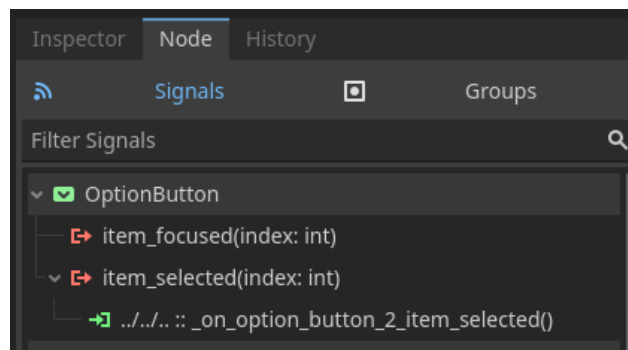 Inspector Node History
Signals Groups
Filter Signals
OptionButton
item_focused(index: int)
item_selected(index: int)
../../.. :: _on_option_button_2_item_selected()